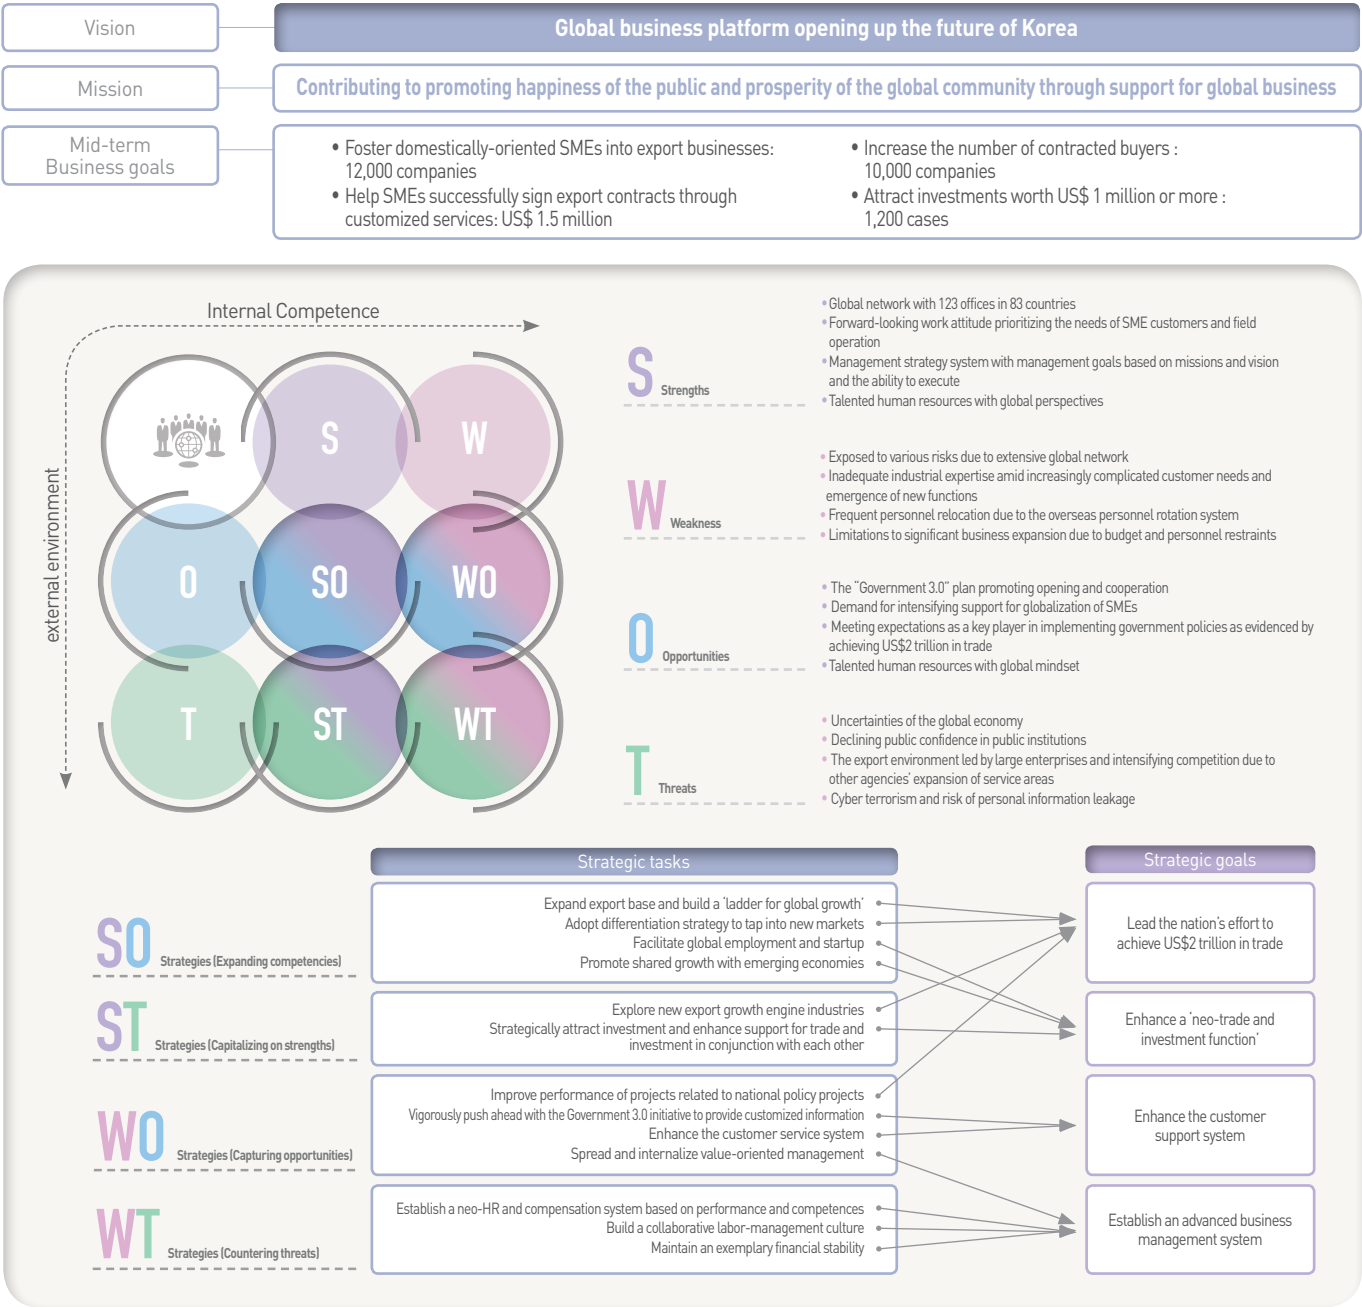 Vision
Global business platform opening up the future of Korea
Mission
Contributing to promoting happiness of the public and prosperity of the global community through support for global business
Mid-term
Business goals
• Foster domestically-oriented SMEs into export businesses:
12,000 companies
• Help SMEs successfully sign export contracts through
customized services: US$ 1.5 million
• Increase the number of contracted buyers :
10,000 companies
• Attract investments worth US$ 1 million or more :
1,200 cases
Internal Competence
external environment
S
W
O
SO
WO
T
ST
WT
S Strengths
• Global network with 123 offices in 83 countries
• Forward-looking work attitude prioritizing the needs of SME customers and field
operation
• Management strategy system with management goals based on missions and vision
and the ability to execute
• Talented human resources with global perspectives
W Weakness
• Exposed to various risks due to extensive global network
• Inadequate industrial expertise amid increasingly complicated customer needs and
emergence of new functions
• Frequent personnel relocation due to the overseas personnel rotation system
• Limitations to significant business expansion due to budget and personnel restraints
O Opportunities
• The “Government 3.0” plan promoting opening and cooperation
• Demand for intensifying support for globalization of SMEs
• Meeting expectations as a key player in implementing government policies as evidenced by
achieving US$2 trillion in trade
• Talented human resources with global mindset
T Threats
• Uncertainties of the global economy
• Declining public confidence in public institutions
• The export environment led by large enterprises and intensifying competition due to
other agencies’ expansion of service areas
• Cyber terrorism and risk of personal information leakage
Strategic tasks
Strategic goals
SO Strategies (Expanding competencies)
Expand export base and build a ‘ladder for global growth’
Adopt differentiation strategy to tap into new markets
Facilitate global employment and startup
Promote shared growth with emerging economies
Lead the nation’s effort to
achieve US$2 trillion in trade
ST Strategies (Capitalizing on strengths)
Explore new export growth engine industries
Strategically attract investment and enhance support for trade and
investment in conjunction with each other
Enhance a ‘neo-trade and
investment function’
WO Strategies (Capturing opportunities)
Improve performance of projects related to national policy projects
Vigorously push ahead with the Government 3.0 initiative to provide customized information
Enhance the customer service system
Spread and internalize value-oriented management
Enhance the customer
support system
WT Strategies (Countering threats)
Establish a neo-HR and compensation system based on performance and competences
Build a collaborative labor-management culture
Maintain an exemplary financial stability
Establish an advanced business
management system